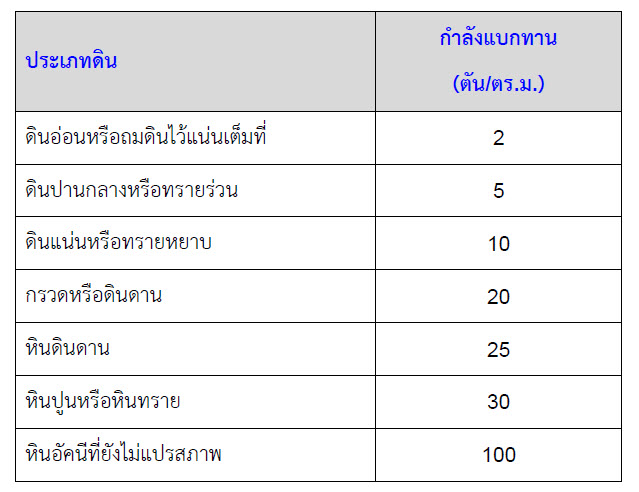 ประเภทดิน
กำลังแบกทาน
(ตัน/ตร.ม.)
ดินอ่อนหรือถมดินไว้แน่นเต็มที่ 2
ดินปานกลางหรือทรายร่วน 5
ดินแน่นหรือทรายหยาบ 10
กรวดหรือดินดาน 20
หินดินดาน 25
หินปูนหรือหินทราย 30
หินอัคนีที่ยังไม่แปรสภาพ 100